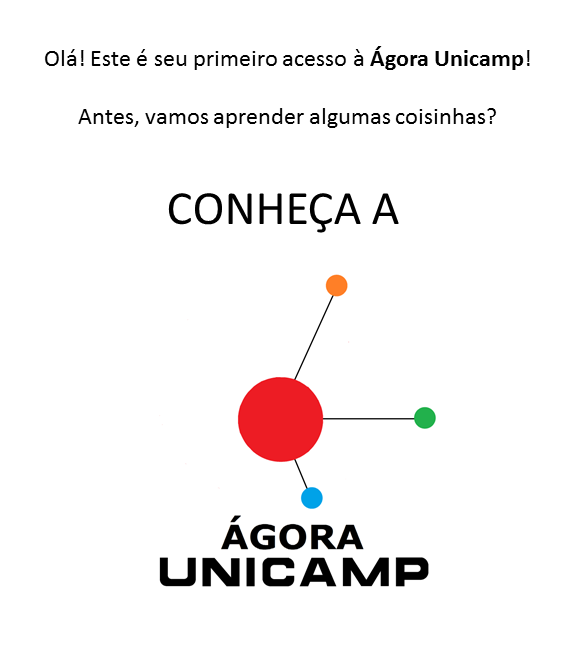 Olá! Este é seu primeiro acesso à Ágora Unicamp!
Antes, vamos aprender algumas coisinhas?
CONHEÇA A
ÁGORA
UNICAMP